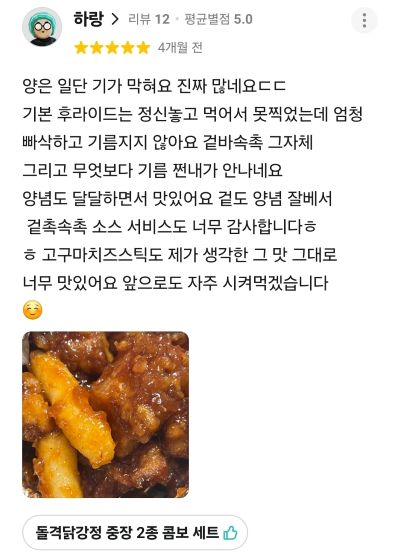 하랑 > 리뷰 12 · 평균별점 5.0
★★★★★ 4개월 전
양은 일단 기가 막혀요 진짜 많네요ㄷㄷ
기본 후라이드는 정신놓고 먹어서 못찍었는데 엄청
빠삭하고 기름지지 않아요 겉바속촉 그자체
그리고 무엇보다 기름 쩐내가 안나네요
양념도 달달하면서 맛있어요 겉도 양념 잘베서
겉촉속촉 소스 서비스도 너무 감사합니다ㅎ
ㅎ 고구마치즈스틱도 제가 생각한 그 맛 그대로
너무 맛있어요 앞으로도 자주 시켜먹겠습니다
☺️
돌격닭강정 중장 2종 콤보 세트